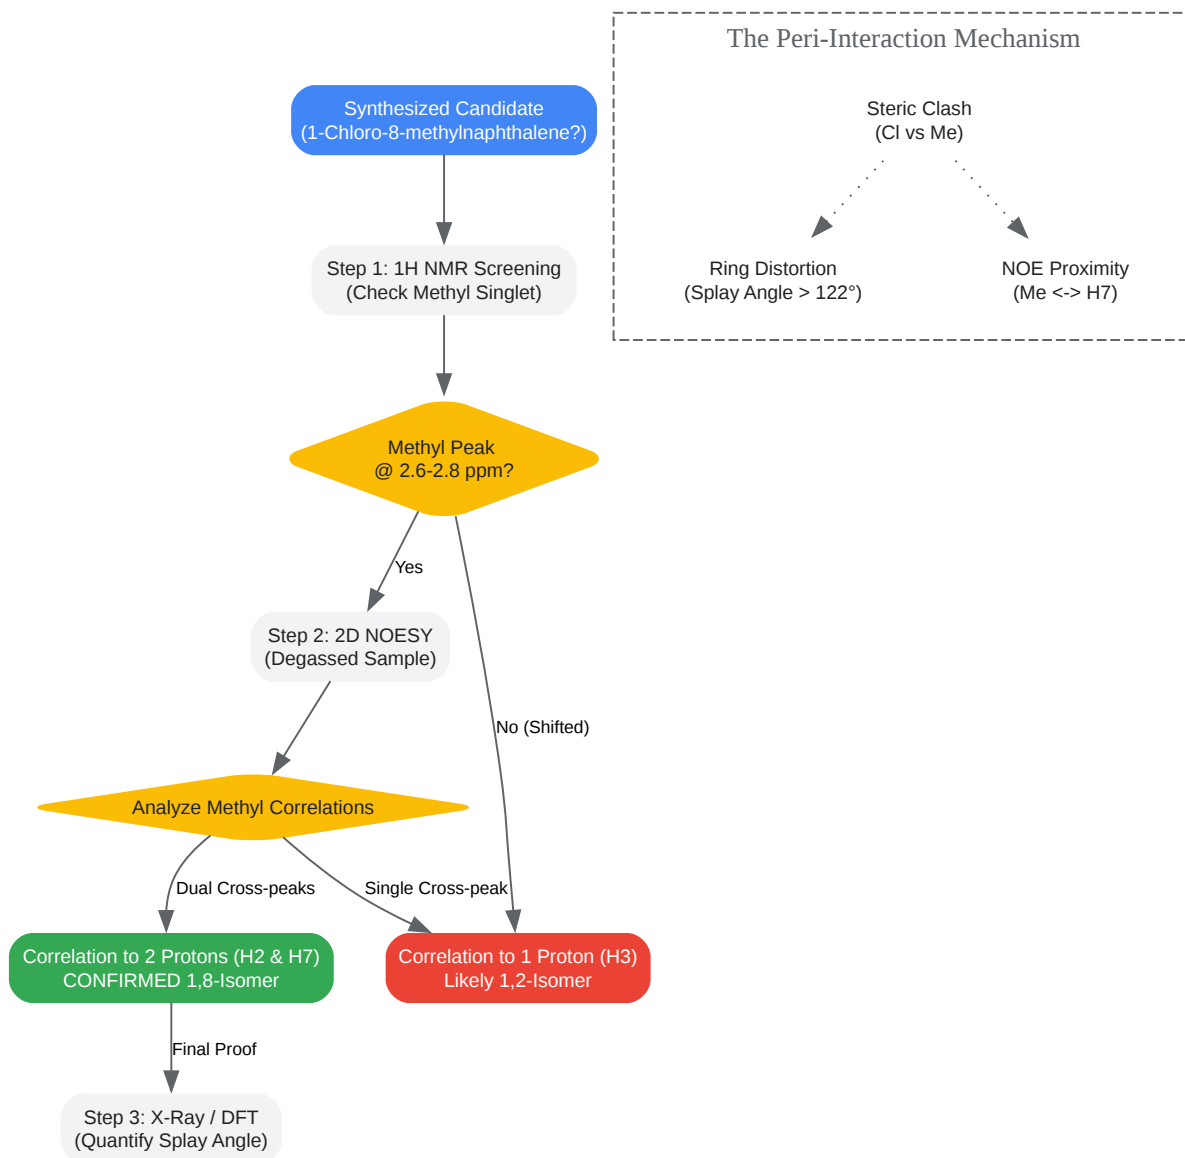 The Peri-Interaction Mechanism
Synthesized Candidate
(1-Chloro-8-methylnaphthalene?)
Steric Clash
(Cl vs Me)
Step 1: 1H NMR Screening
(Check Methyl Singlet)
Ring Distortion
(Splay Angle > 122°)
NOE Proximity
(Me <-> H7)
Methyl Peak
@ 2.6-2.8 ppm?
Yes
Step 2: 2D NOESY
(Degassed Sample)
No (Shifted)
Analyze Methyl Correlations
Dual Cross-peaks
Single Cross-peak
Correlation to 2 Protons (H2 & H7)
CONFIRMED 1,8-Isomer
Correlation to 1 Proton (H3)
Likely 1,2-Isomer
Final Proof
Step 3: X-Ray / DFT
(Quantify Splay Angle)